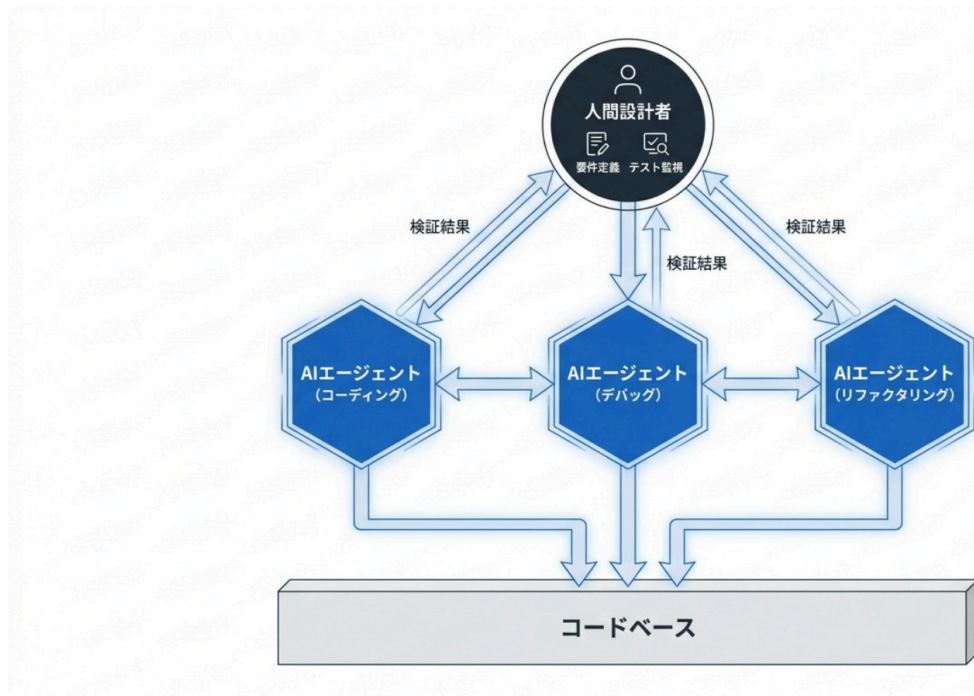 人間設計者
要件定義 テスト監視
検証結果
検証結果
検証結果
AIエージェント
(コーディング)
AIエージェント
(デバッグ)
AIエージェント
(リファクタリング)
コードベース